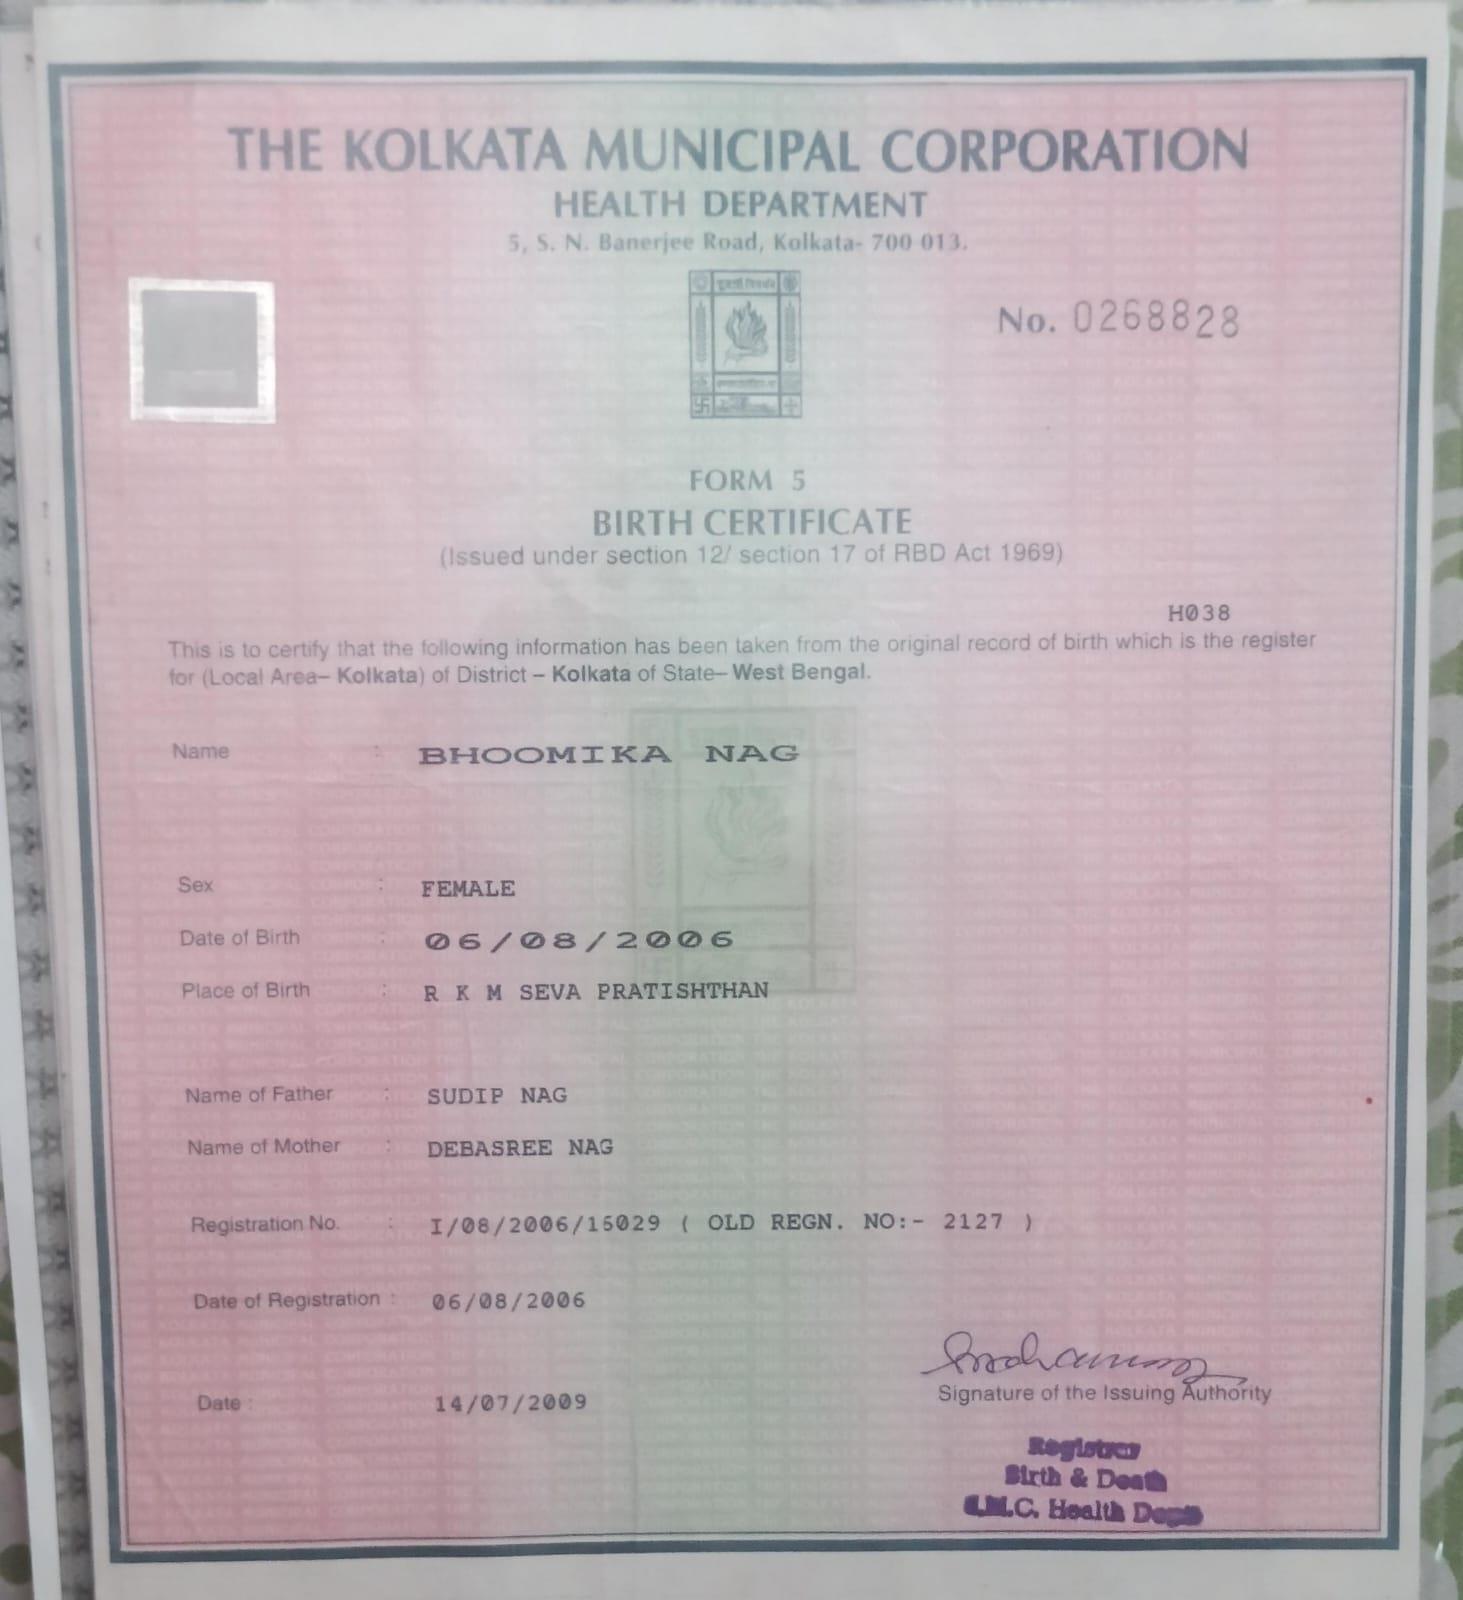 THE KOLKATA MUNICIPAL CORPORATION
HEALTH DEPARTMENT
5, S. N. Banerjee Road, Kolkata- 700 013.
No. 0268828
FORM 5
BIRTH CERTIFICATE
(Issued under section 12/ section 17 of RBD Act 1969)
H038
This is to certify that the following information has been taken from the original record of birth which is the register
for (Local Area– Kolkata) of District – Kolkata of State– West Bengal.
Name : BHOOMIKA NAG
Sex : FEMALE
Date of Birth : 06/08/2006
Place of Birth : R K M SEVA PRATISHTHAN
Name of Father : SUDIP NAG
Name of Mother : DEBASREE NAG
Registration No. : I/08/2006/15029 ( OLD REGN. NO:- 2127 )
Date of Registration : 06/08/2006
Date : 14/07/2009
Signature of the Issuing Authority
Registrar
Birth & Death
K.M.C. Health Deptt